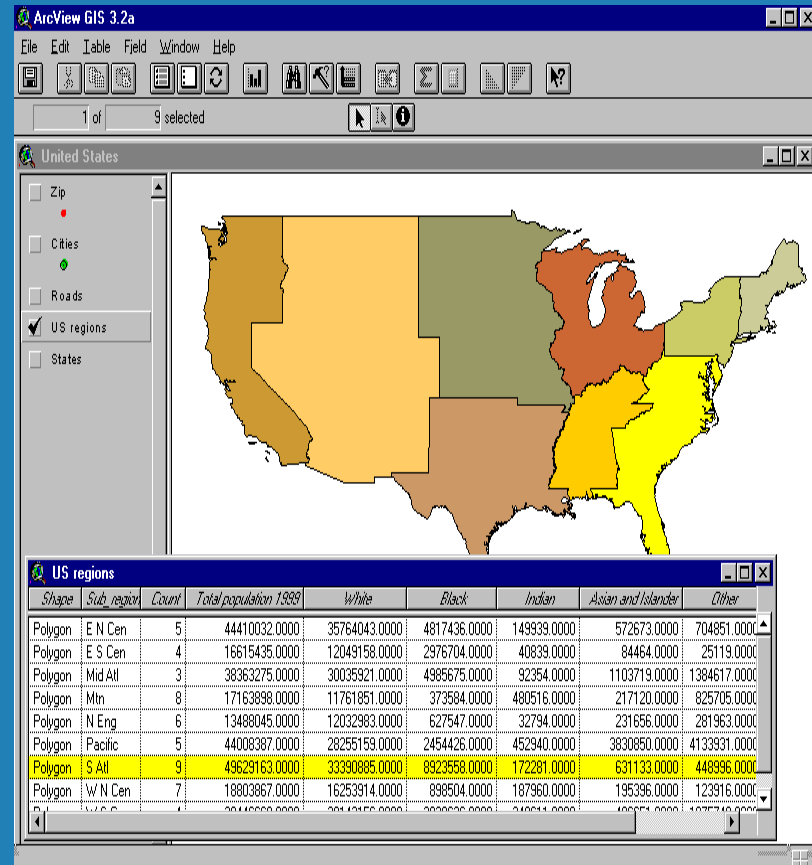 ArcView GIS 3.2a
File Edit Table Field Window Help
1 of 9 selected
United States
Zip
Cities
Roads
US regions
States
US regions
Shape Sub_region Count Total population 1999 White Black Indian Asian and Islander Other
Polygon E N Cen 5 44410032.0000 35764043.0000 4817436.0000 149939.0000 572673.0000 704851.0000
Polygon E S Cen 4 16615435.0000 12049158.0000 2976704.0000 40839.0000 84464.0000 25119.0000
Polygon Mid Atl 3 38363275.0000 30035921.0000 4985675.0000 92354.0000 1103719.0000 1384617.0000
Polygon Mtn 8 17163898.0000 11761851.0000 373584.0000 480516.0000 217120.0000 825705.0000
Polygon N Eng 6 13488045.0000 12032983.0000 627547.0000 32794.0000 231656.0000 281963.0000
Polygon Pacific 5 44008387.0000 28255159.0000 2454426.0000 452940.0000 3830850.0000 4133931.0000
Polygon S Atl 9 49629163.0000 33390885.0000 8923558.0000 172281.0000 631133.0000 448996.0000
Polygon W N Cen 7 18803867.0000 16253914.0000 898504.0000 187960.0000 195396.0000 123916.0000